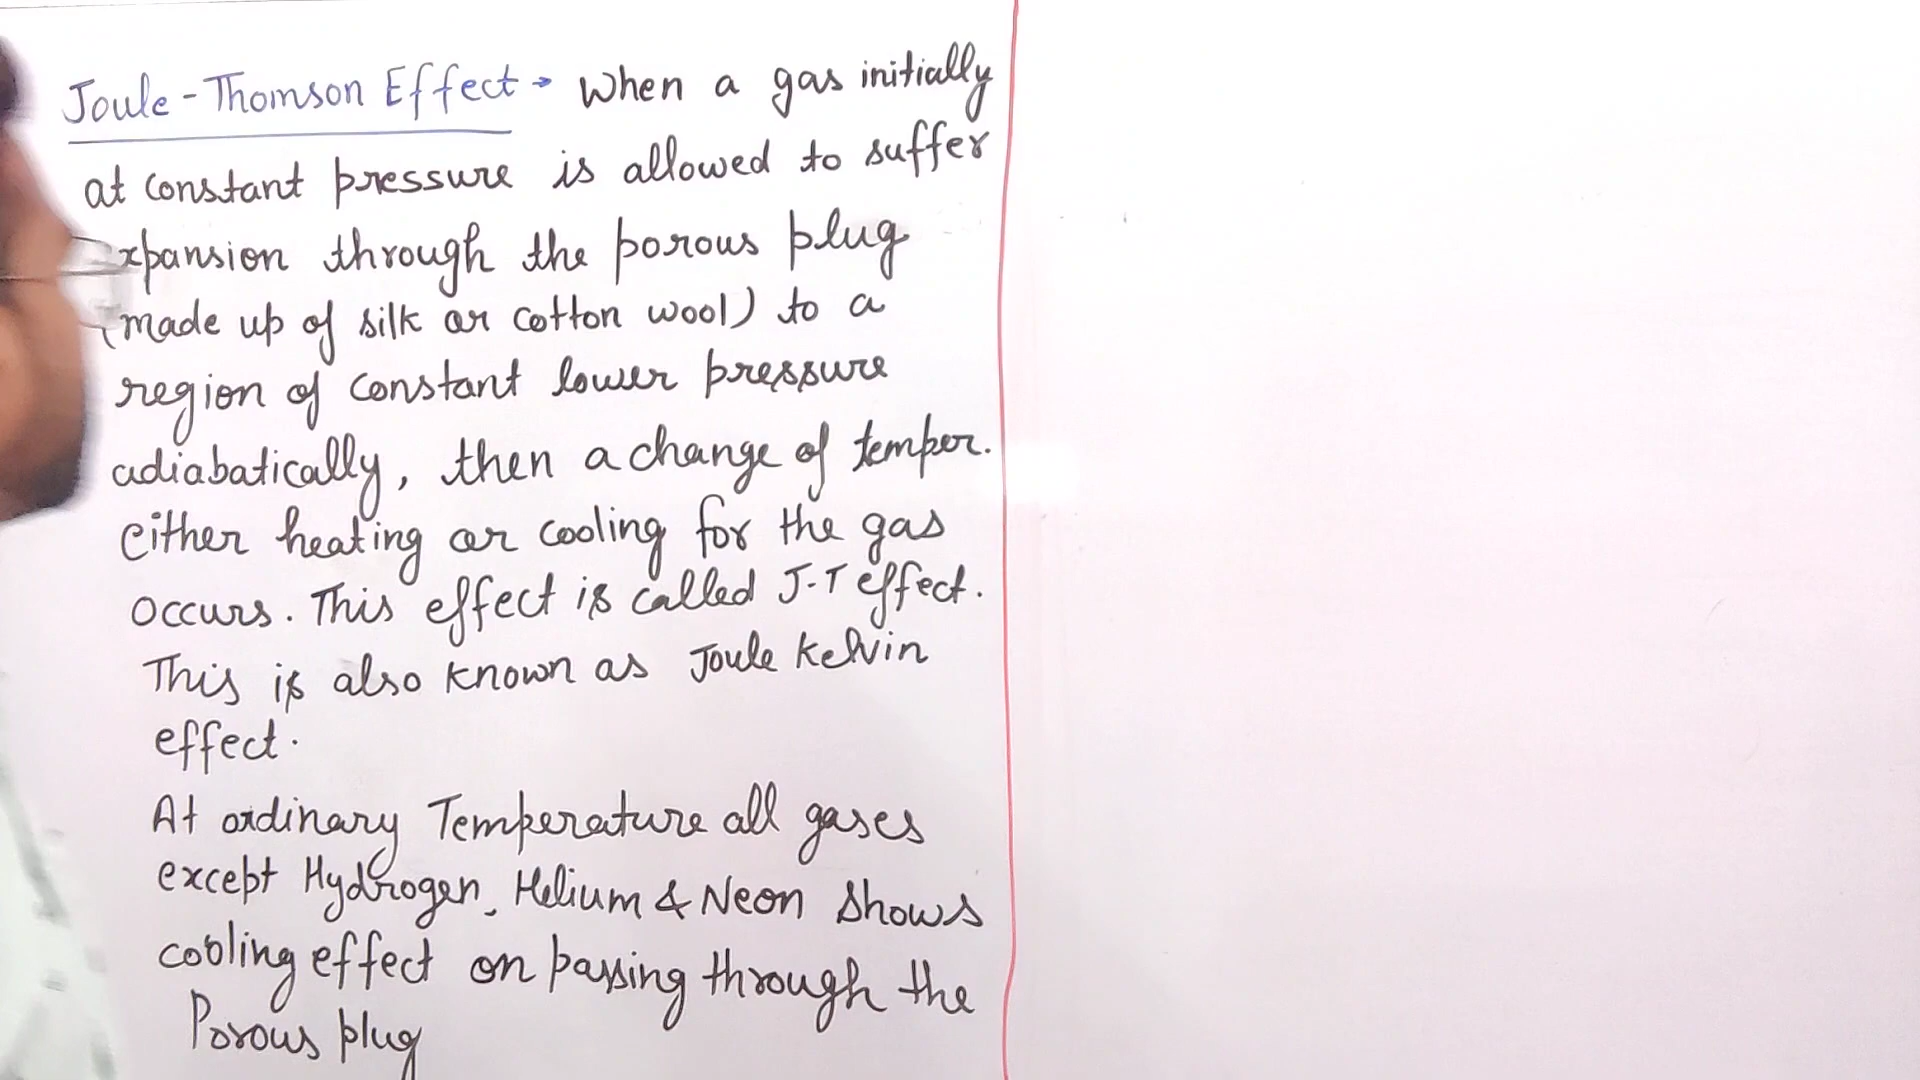 Joule-Thomson Effect → When a gas initially
at constant pressure is allowed to suffer
xpansion through the porous plug
(made up of silk or cotton wool) to a
region of constant lower pressure
adiabatically, then a change of temper.
either heating or cooling for the gas
occurs. This effect is called J-T effect.
This is also known as Joule Kelvin
effect.
At ordinary Temperature all gases
except Hydrogen, Helium & Neon shows
cooling effect on passing through the
Porous plug